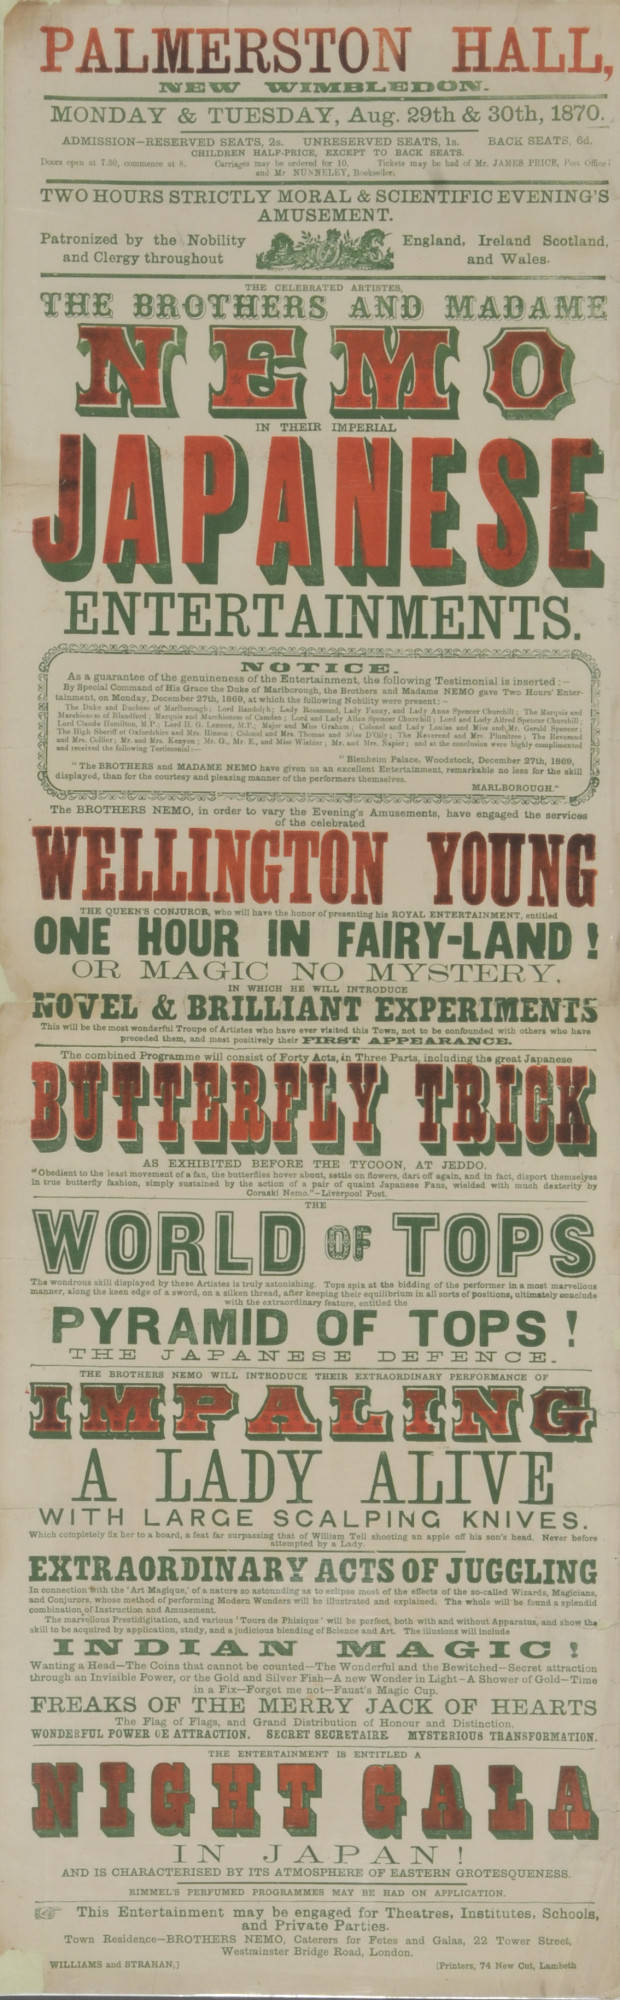 PALMERSTON HALL,
NEW WIMBLEDON.
MONDAY & TUESDAY, Aug. 29th & 30th, 1870.
ADMISSION—RESERVED SEATS, 2s. UNRESERVED SEATS, 1s. BACK SEATS, 6d.
CHILDREN HALF-PRICE, EXCEPT TO BACK SEATS.
Doors open at 7.30, commence at 8. Carriages may be ordered for 10. Tickets may be had of Mr. JAMES PRICE, Post Office
and Mr NUNNELEY, Bookseller.
TWO HOURS STRICTLY MORAL & SCIENTIFIC EVENING'S
AMUSEMENT.
Patronized by the Nobility England, Ireland Scotland,
and Clergy throughout and Wales.
THE CELEBRATED ARTISTES,
THE BROTHERS AND MADAME
NEMO
IN THEIR IMPERIAL
JAPANESE
ENTERTAINMENTS.
NOTICE.
As a guarantee of the genuineness of the Entertainment, the following Testimonial is inserted:—
By Special Command of His Grace the Duke of Marlborough, the Brothers and Madame NEMO gave Two Hours' Enter-
tainment, on Monday, December 27th, 1869, at which the following Nobility were present:—
The Duke and Duchess of Marlborough; Lord Randolph; Lady Rosamond, Lady Fanny, and Lady Anne Spencer Churchill; The Marquis and
Marchioness of Blandford; Marquis and Marchioness of Camden; Lord and Lady Allen Spencer Churchill; Lord and Lady Alfred Spencer Churchill;
Lord Claude Hamilton, M.P.; Lord H. G. Lennox, M.P.; Major and Miss Graham; Colonel and Lady Louisa and Miss and Mr. Gerald Spencer;
The High Sheriff of Oxfordshire and Mrs. Colonel and Mrs. Thomas and Miss D'Oily; The Reverend and Mrs. Plumtree; The Reverend
and Mrs. Collier; Mr. and Mrs. Kenyon; Mr. G., Mr. E., and Miss Mr. and Mrs. Napier; and at the conclusion were highly complimented
and received the following Testimonial:—
"Blenheim Palace, Woodstock, December 27th, 1869.
"The BROTHERS and MADAME NEMO have given us an excellent Entertainment, remarkable no less for the skill
displayed, than for the courtesy and pleasing manner of the performers themselves.
MARLBOROUGH."
The BROTHERS NEMO, in order to vary the Evening's Amusements, have engaged the services
of the celebrated
WELLINGTON YOUNG
THE QUEEN'S CONJUROR, who will have the honor of presenting his ROYAL ENTERTAINMENT, entitled
ONE HOUR IN FAIRY-LAND!
OR MAGIC NO MYSTERY,
IN WHICH HE WILL INTRODUCE
NOVEL & BRILLIANT EXPERIMENTS
This will be the most wonderful Troupe of Artistes who have ever visited this Town, not to be confounded with others who have
preceded them, and most positively their FIRST APPEARANCE.
The combined Programme will consist of Forty Acts, in Three Parts, including the great Japanese
BUTTERFLY TRICK
AS EXHIBITED BEFORE THE TYCOON, AT JEDDO.
"Obedient to the least movement of a fan, the butterflies hover about, settle on flowers, dart off again, and in fact, disport themselves
in true butterfly fashion, simply sustained by the action of a pair of quaint Japanese Fans, wielded with much dexterity by
Coraski Nemo."—Liverpool Post.
THE
WORLD OF TOPS
The wondrous skill displayed by these Artistes is truly astonishing. Tops spin at the bidding of the performer in a most marvellous
manner, along the keen edge of a sword, on a silken thread, after keeping their equilibrium in all sorts of positions, ultimately conclude
with the extraordinary feature, entitled the
PYRAMID OF TOPS!
THE JAPANESE DEFENCE.
THE BROTHERS NEMO WILL INTRODUCE THEIR EXTRAORDINARY PERFORMANCE OF
IMPALING
A LADY ALIVE
WITH LARGE SCALPING KNIVES,
Which completely fix her to a board, a feat far surpassing that of William Tell shooting an apple off his son's head. Never before
attempted by a Lady.
EXTRAORDINARY ACTS OF JUGGLING
In connection with the 'Art Magique,' of a nature so astounding as to eclipse most of the effects of the so-called Wizards, Magicians,
and Conjurors, whose method of performing Modern Wonders will be illustrated and explained. The whole will be found a splendid
combination of Instruction and Amusement.
The marvellous Prestidigitation, and various 'Tours de Phisique' will be perfect, both with and without Apparatus, and show the
skill to be acquired by application, study, and a judicious blending of Science and Art. The illusions will include
INDIAN MAGIC!
Wanting a Head—The Coins that cannot be counted—The Wonderful and the Bewitched—Secret attraction
through an Invisible Power, or the Gold and Silver Fish—A new Wonder in Light—A Shower of Gold—Time
in a Fix—Forget me not—Faust's Magic Cup.
FREAKS OF THE MERRY JACK OF HEARTS
The Flag of Flags, and Grand Distribution of Honour and Distinction.
WONDERFUL POWER OF ATTRACTION. SECRET SECRETAIRE MYSTERIOUS TRANSFORMATION.
THE ENTERTAINMENT IS ENTITLED A
NIGHT GALA
IN JAPAN!
AND IS CHARACTERISED BY ITS ATMOSPHERE OF EASTERN GROTESQUENESS.
RIMMEL'S PERFUMED PROGRAMMES MAY BE HAD ON APPLICATION.
This Entertainment may be engaged for Theatres, Institutes, Schools,
and Private Parties.
Town Residence—BROTHERS NEMO, Caterers for Fetes and Galas, 22 Tower Street,
Westminster Bridge Road, London.
WILLIAMS and STRAHAN,] [Printers, 74 New Cut, Lambeth